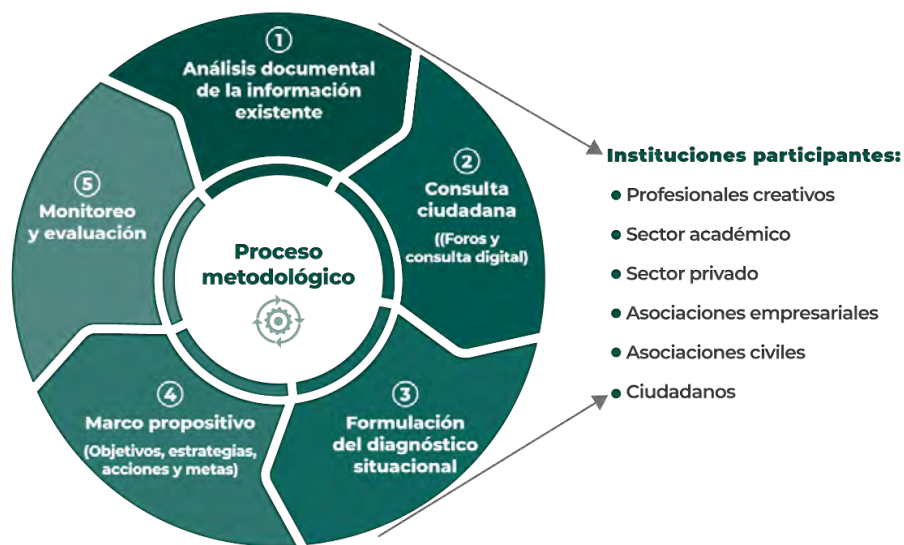 ①
Análisis documental
de la información
existente
②
Consulta
ciudadana
((Foros y
consulta digital)
③
Formulación
del diagnóstico
situacional
④
Marco propositivo
(Objetivos, estrategias,
acciones y metas)
⑤
Monitoreo
y evaluación
Proceso
metodológico
Instituciones participantes:
• Profesionales creativos
• Sector académico
• Sector privado
• Asociaciones empresariales
• Asociaciones civiles
• Ciudadanos